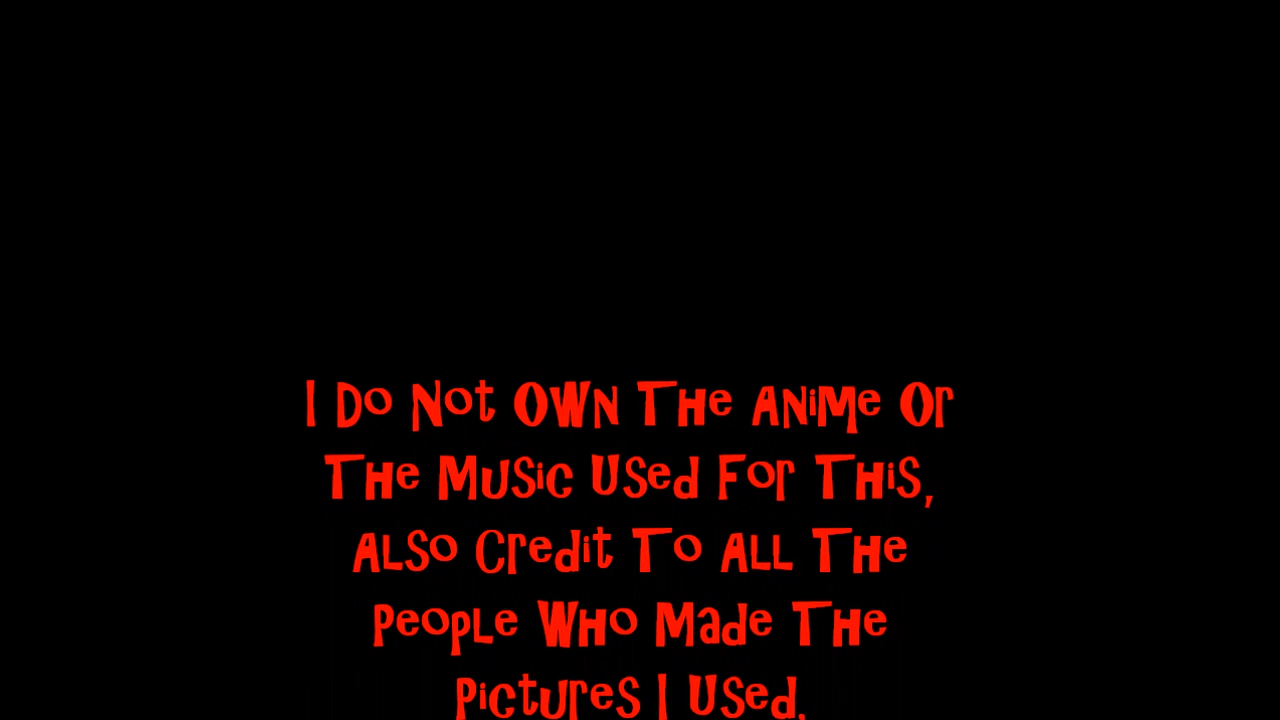 I Do Not Own The Anime Or
The Music Used For This,
Also Credit To All The
People Who Made The
Pictures I Used.